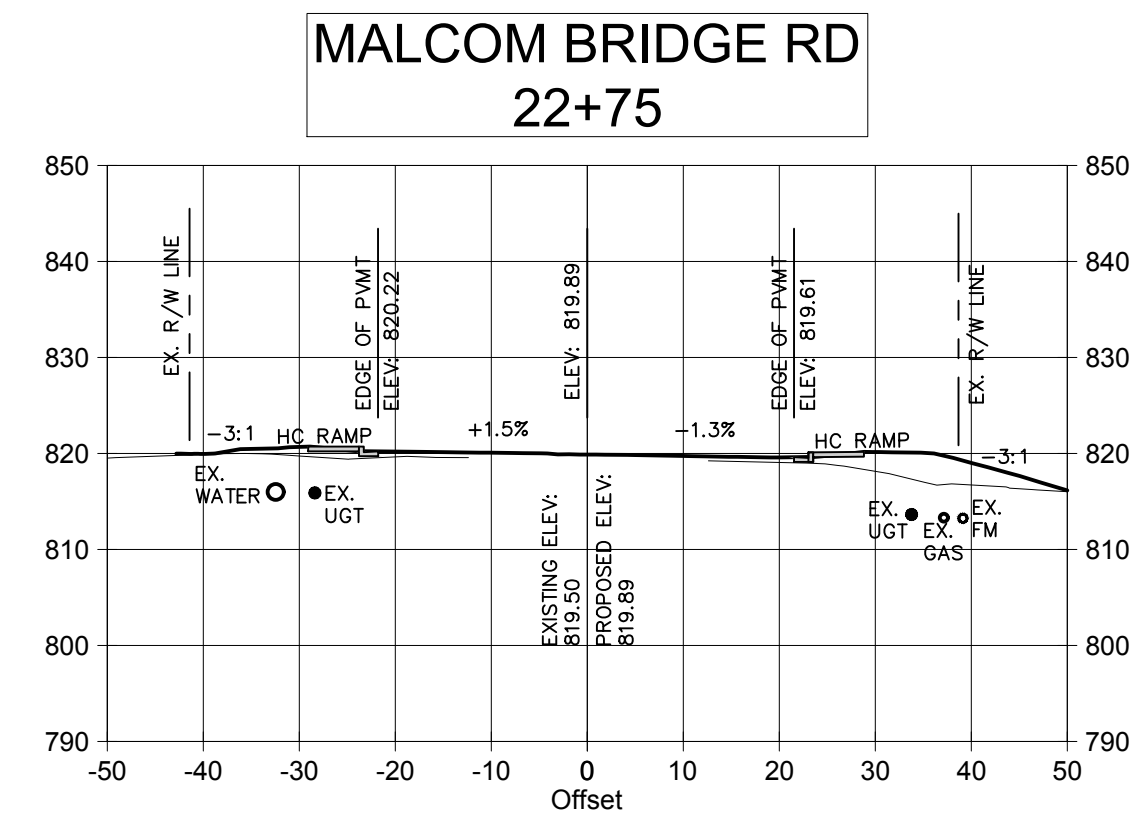 MALCOM BRIDGE RD
22+75
850
850
840
840
830
830
820
820
810
810
800
800
790
790
EX. R/W LINE
EDGE OF PVMT
ELEV: 820.22
ELEV: 819.89
EDGE OF PVMT
ELEV: 819.61
EX. R/W LINE
-3:1
HC RAMP
+1.5%
-1.3%
HC RAMP
-3:1
EX.
WATER
EX.
UGT
EX.
UGT
EX.
GAS
EX.
FM
EXISTING ELEV:
819.50
PROPOSED ELEV:
819.89
-50 -40 -30 -20 -10 0 10 20 30 40 50
Offset